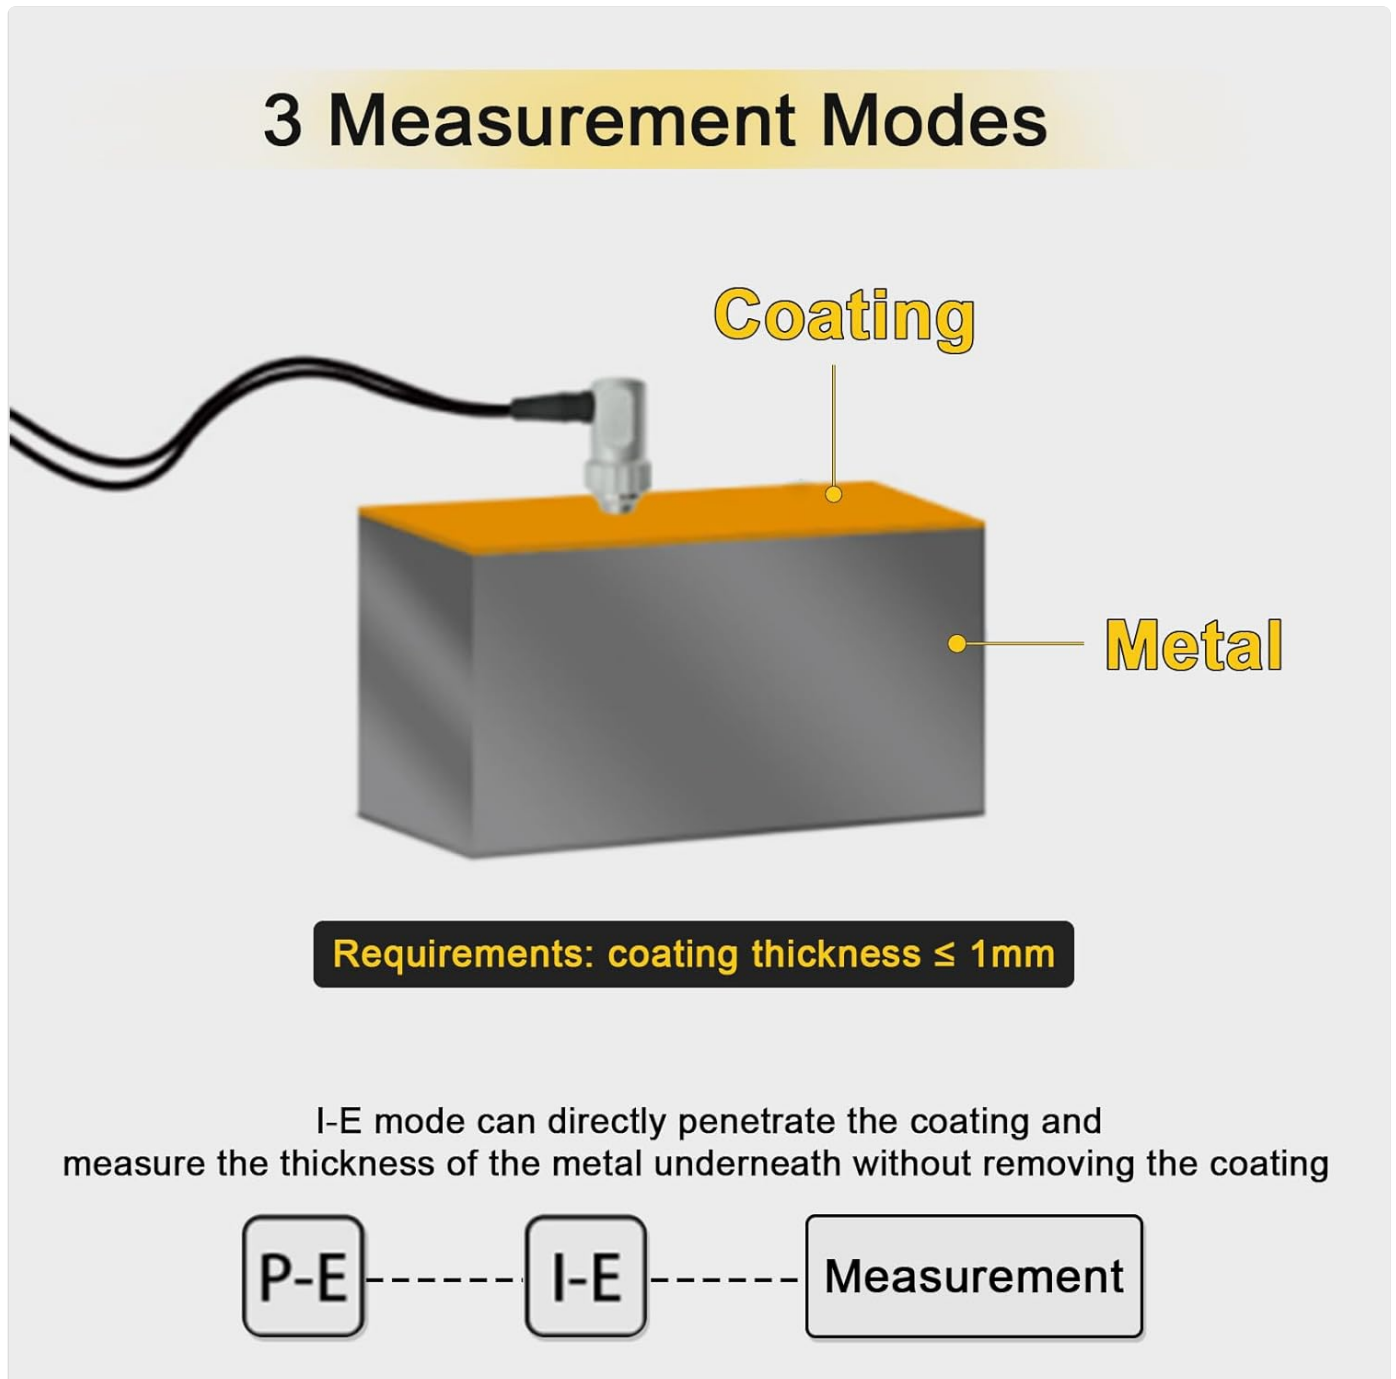 3 Measurement Modes
Coating
Metal
Requirements: coating thickness ≤ 1mm
I-E mode can directly penetrate the coating and
measure the thickness of the metal underneath without removing the coating
P-E
I-E
Measurement